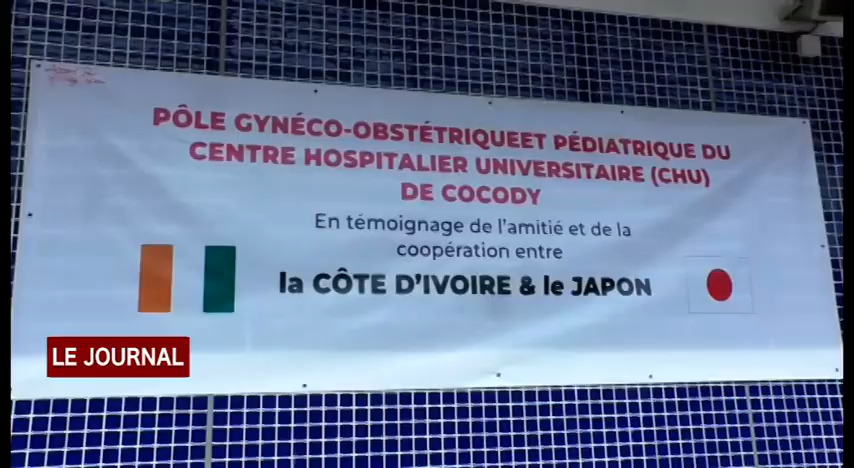 PÔLE GYNÉCO-OBSTÉTRIQUEET PÉDIATRIQUE DU
CENTRE HOSPITALIER UNIVERSITAIRE (CHU)
DE COCODY
En témoignage de l'amitié et de la
coopération entre
la CÔTE D'IVOIRE & le JAPON
LE JOURNAL